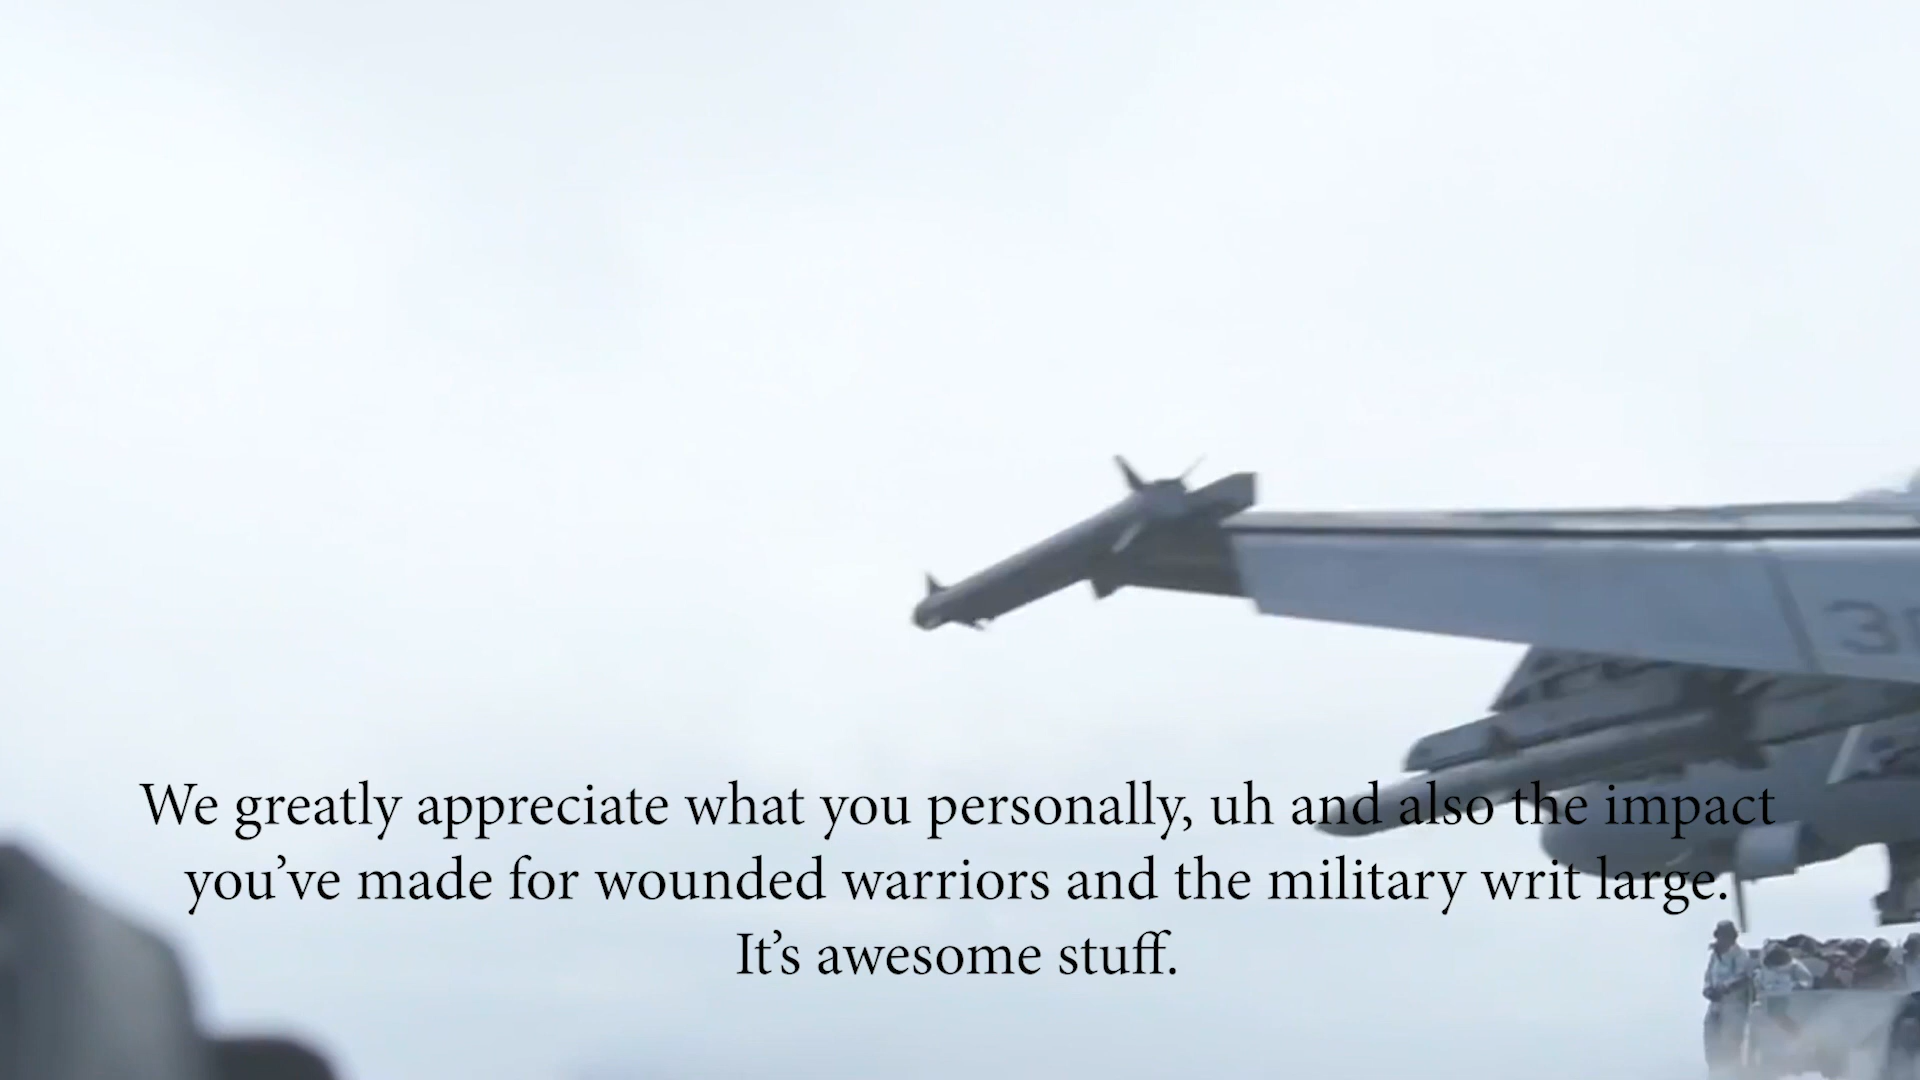 3
We greatly appreciate what you personally, uh and also the impact
you’ve made for wounded warriors and the military writ large.
It’s awesome stuff.